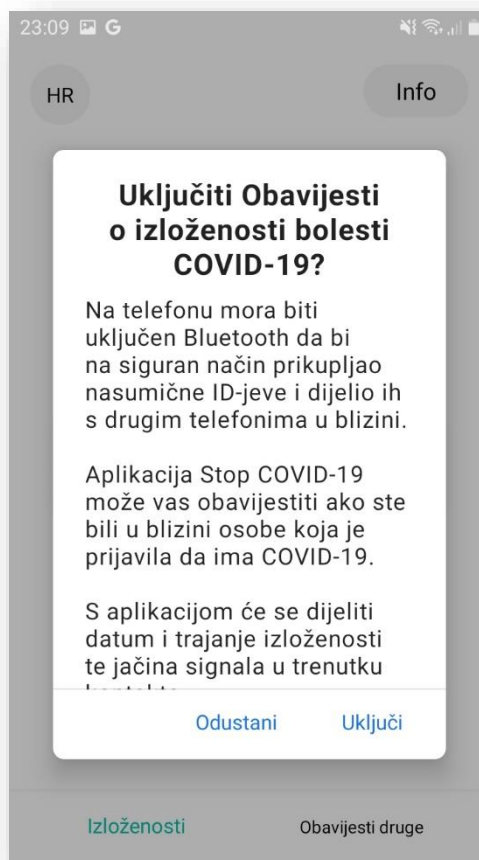 23:09 G
HR
Info
Uključiti Obavijesti
o izloženosti bolesti
COVID-19?
Na telefonu mora biti
uključen Bluetooth da bi
na siguran način prikupljao
nasumične ID-jeve i dijelio ih
s drugim telefonima u blizini.
Aplikacija Stop COVID-19
može vas obavijestiti ako ste
bili u blizini osobe koja je
prijavila da ima COVID-19.
S aplikacijom će se dijeliti
datum i trajanje izloženosti
te jačina signala u trenutku
Odustani
Uključi
Izloženosti
Obavijesti druge